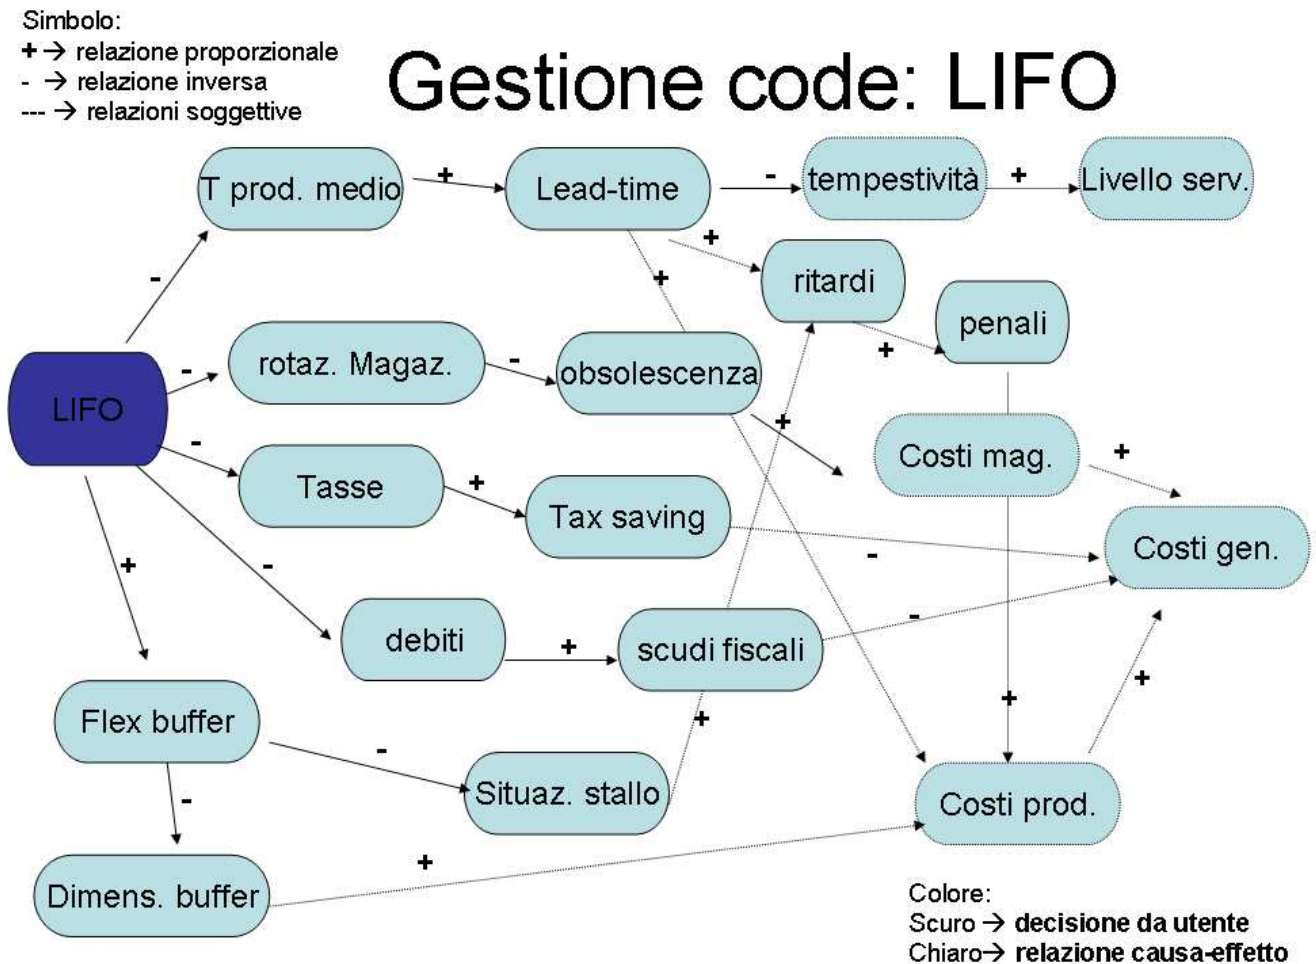 Simbolo:
+ → relazione proporzionale
- → relazione inversa
--- → relazioni soggettive
Gestione code: LIFO
T prod. medio
+
Lead-time
-
tempestività
+
Livello serv.
+
ritardi
+
-
penali
+
rotaz. Magaz.
-
obsolescenza
-
LIFO
+
Costi mag.
+
-
Tasse
+
Tax saving
-
Costi gen.
+
-
debiti
+
scudi fiscali
-
+
+
Flex buffer
-
+
Situaz. stallo
-
Costi prod.
+
Dimens. buffer
Colore:
Scuro → decisione da utente
Chiaro→ relazione causa-effetto